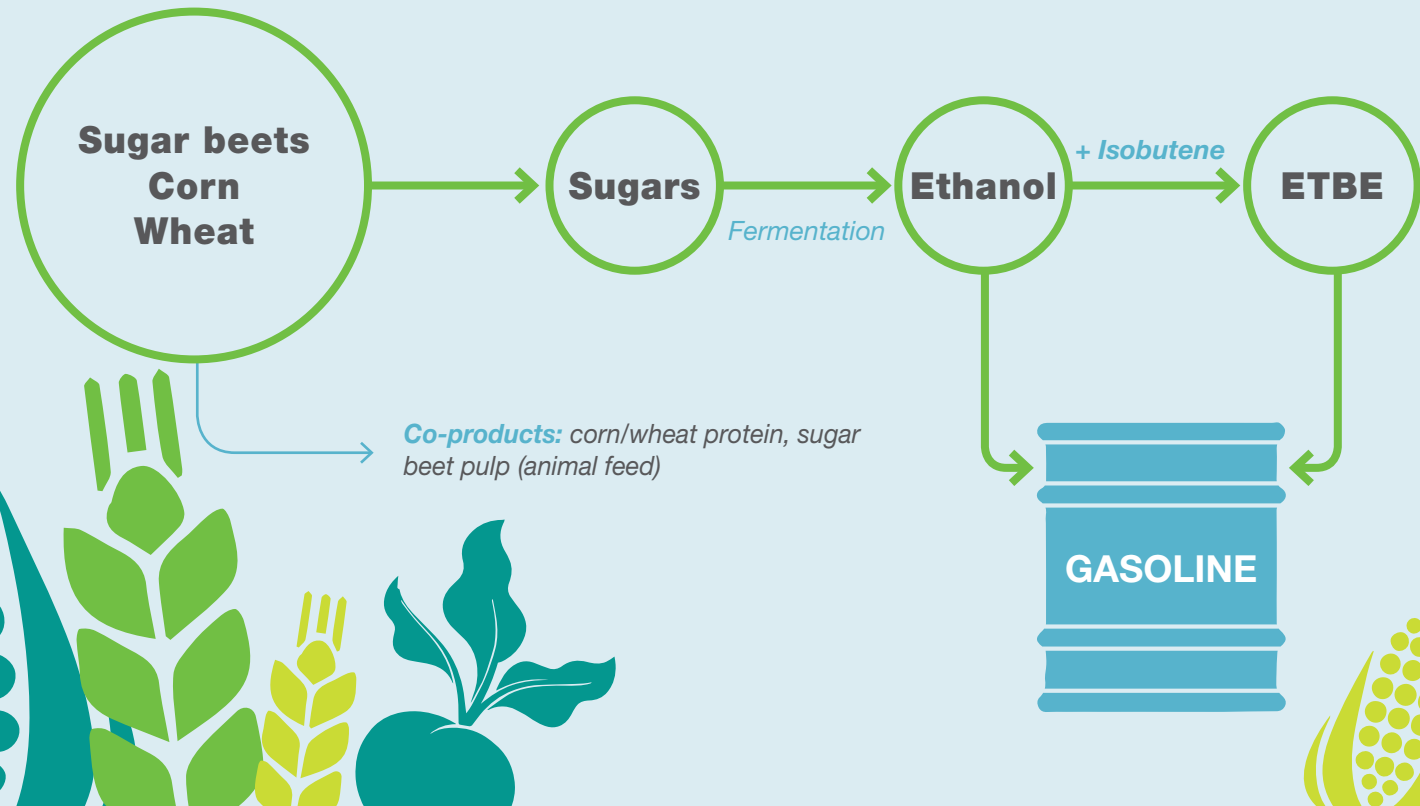 Sugar beets
Corn
Wheat
Sugars
Fermentation
Ethanol
+ Isobutene
ETBE
Co-products: corn/wheat protein, sugar
beet pulp (animal feed)
GASOLINE